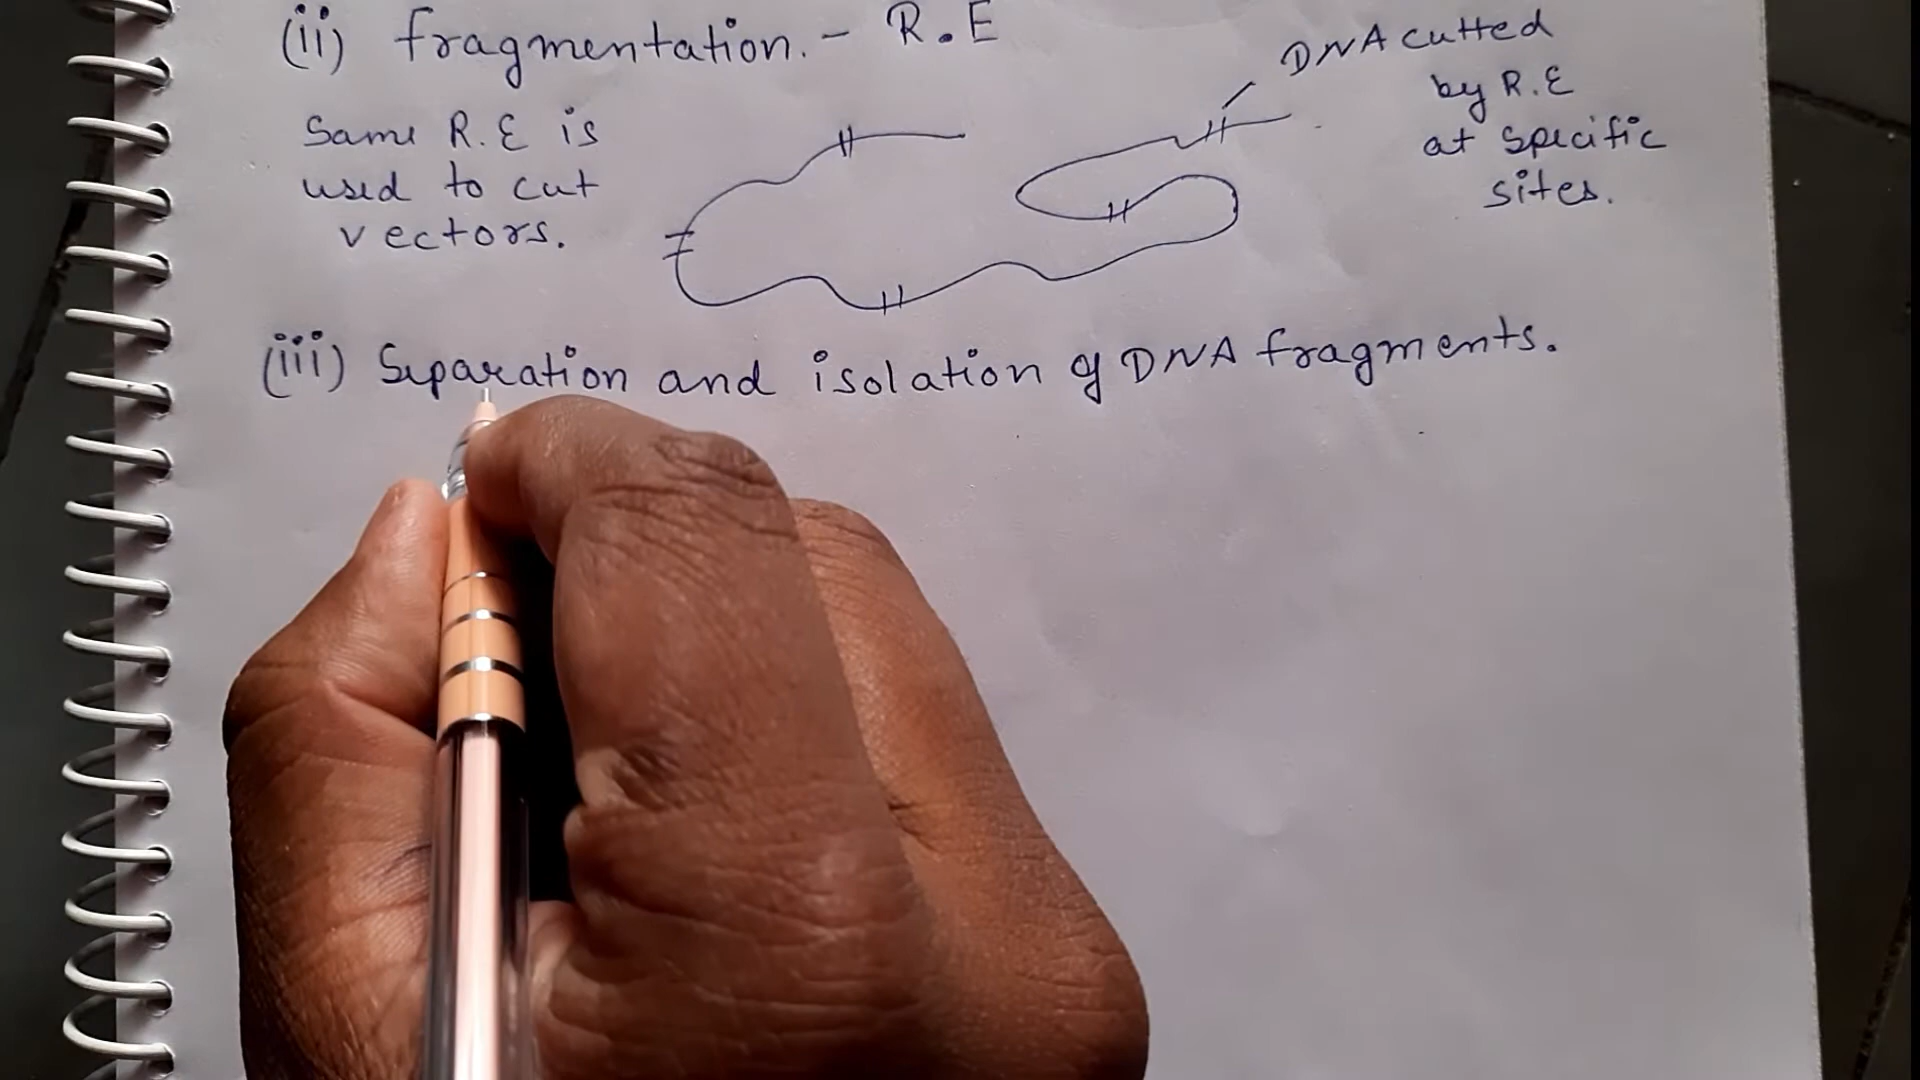 (ii) fragmentation. - R.E
Same R.E is
used to cut
vectors.
DNA cutted
by R.E
at specific
sites.
(iii) Separation and isolation of DNA fragments.